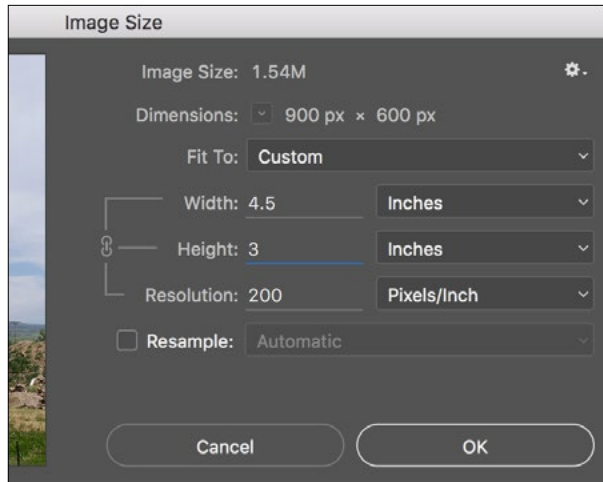 Image Size
Image Size: 1.54M
Dimensions: 900 px × 600 px
Fit To: Custom
Width: 4.5 Inches
Height: 3 Inches
Resolution: 200 Pixels/Inch
Resample: Automatic
Cancel OK